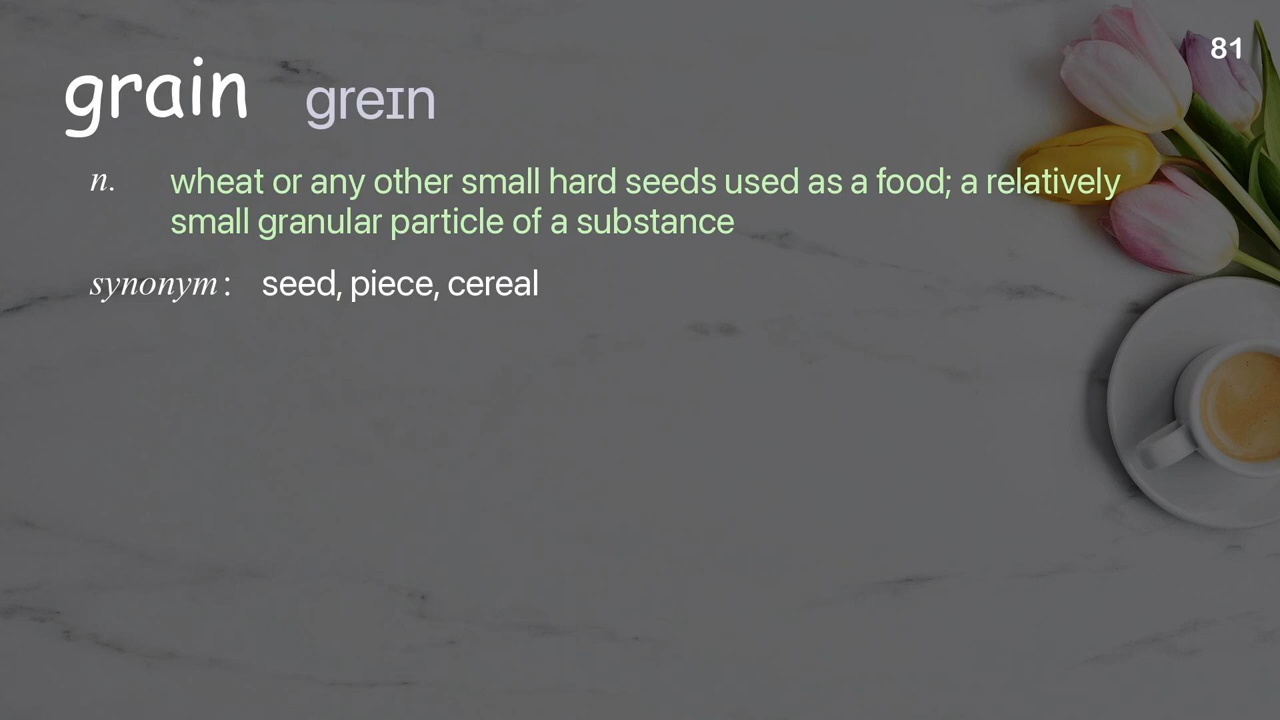 81
grain greɪn
n. wheat or any other small hard seeds used as a food; a relatively
small granular particle of a substance
synonym: seed, piece, cereal